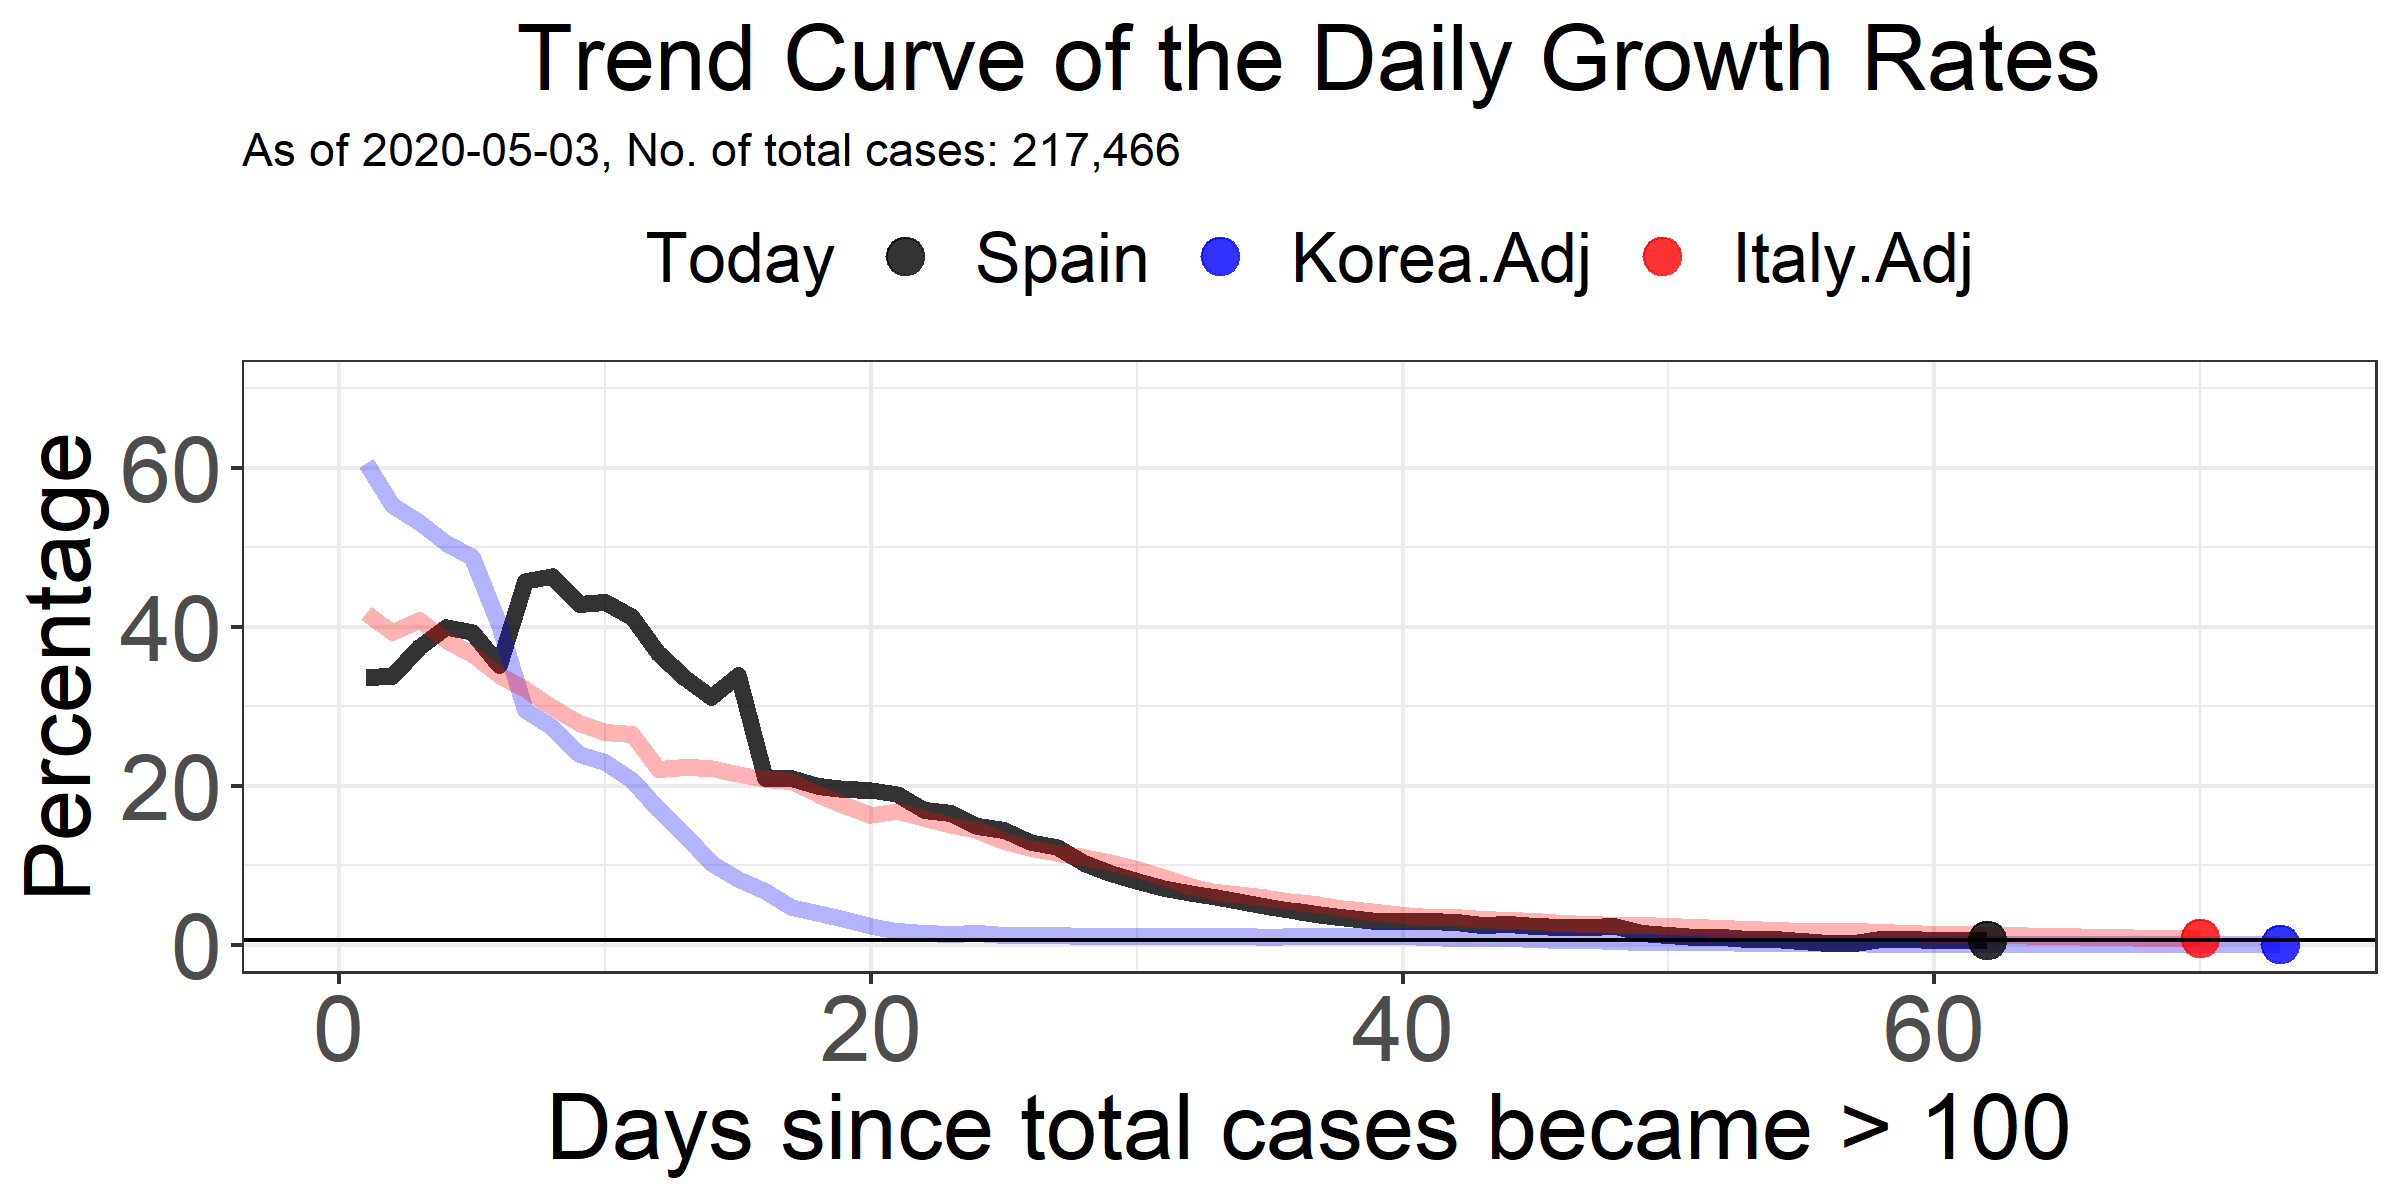 Trend Curve of the Daily Growth Rates
As of 2020-05-03, No. of total cases: 217,466
Today Spain Korea.Adj Italy.Adj
Percentage
60
40
20
0
0 20 40 60
Days since total cases became > 100